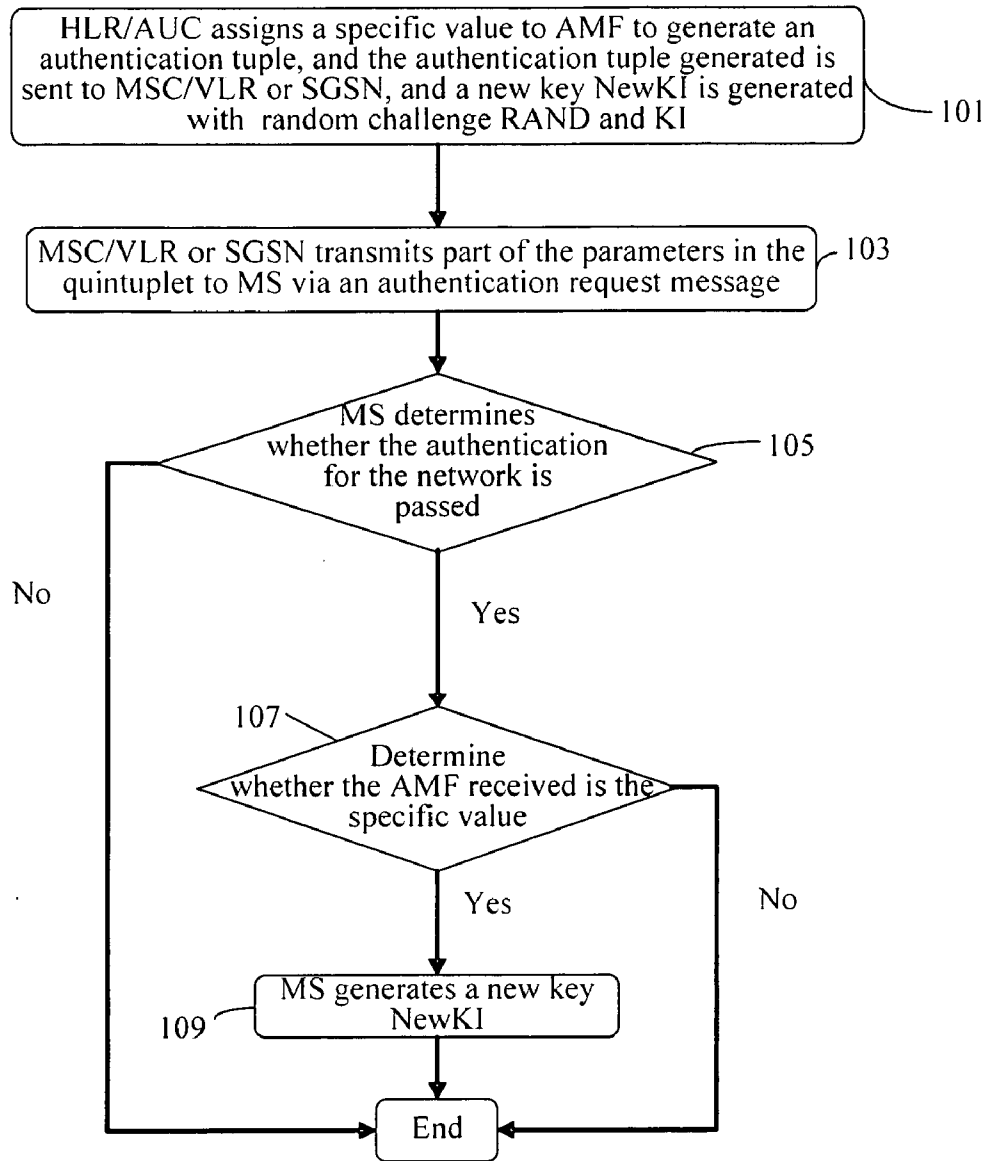 HLR/AUC assigns a specific value to AMF to generate an
authentication tuple, and the authentication tuple generated is
sent to MSC/VLR or SGSN, and a new key NewKI is generated
with random challenge RAND and KI
101
MSC/VLR or SGSN transmits part of the parameters in the
quintuplet to MS via an authentication request message
103
MS determines
whether the authentication
for the network is
passed
105
No
Yes
107
Determine
whether the AMF received is the
specific value
Yes
No
MS generates a new key
NewKI
109
End